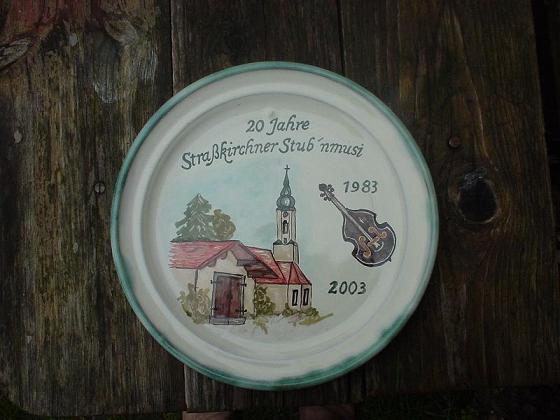 20 Jahre
Straßkirchner Stub´nmusi
1983
2003